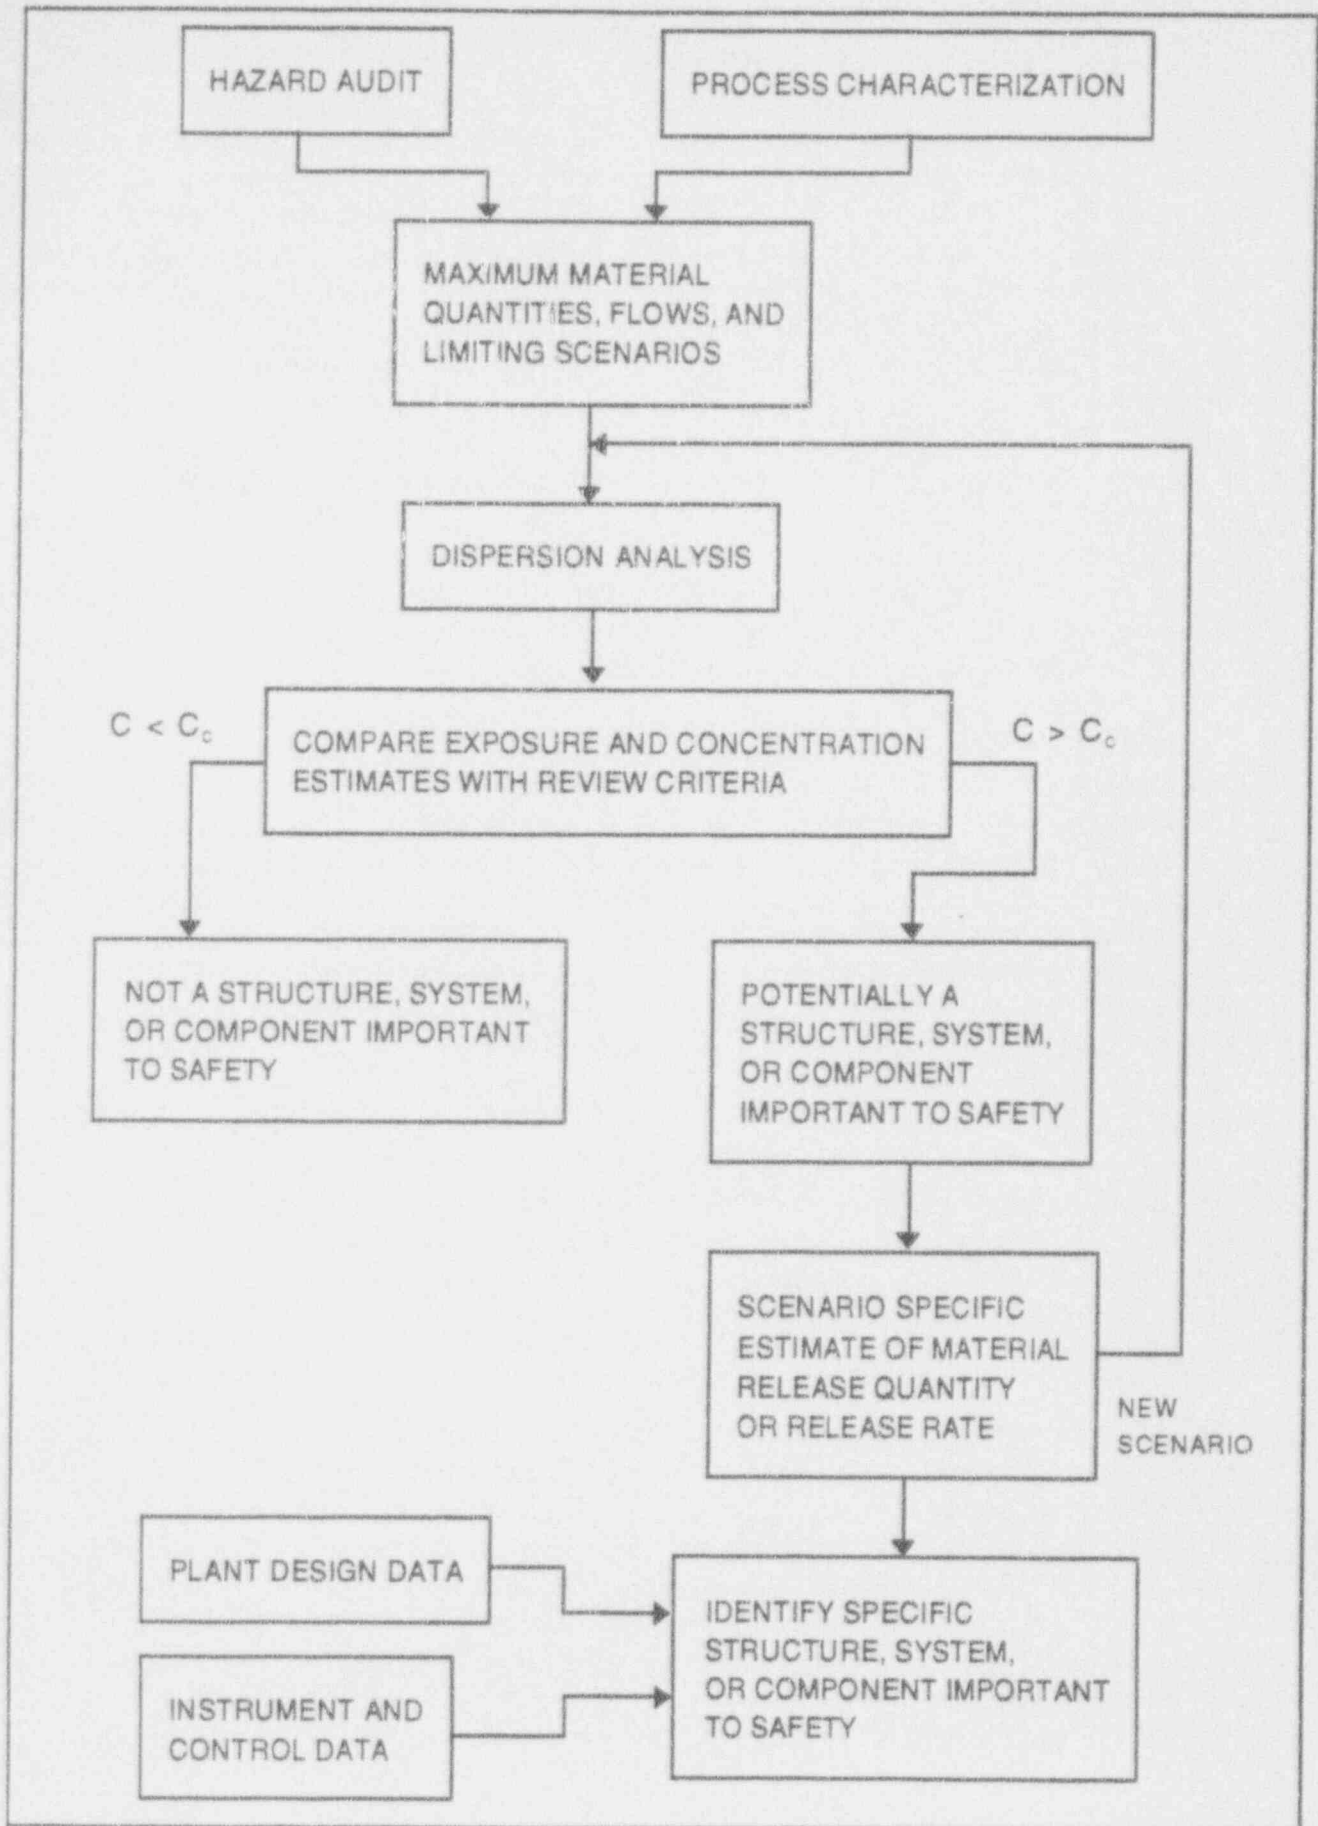 HAZARD AUDIT
PROCESS CHARACTERIZATION
MAXIMUM MATERIAL
QUANTITIES, FLOWS, AND
LIMITING SCENARIOS
DISPERSION ANALYSIS
C < Cc
COMPARE EXPOSURE AND CONCENTRATION
ESTIMATES WITH REVIEW CRITERIA
C > Cc
NOT A STRUCTURE, SYSTEM,
OR COMPONENT IMPORTANT
TO SAFETY
POTENTIALLY A
STRUCTURE, SYSTEM,
OR COMPONENT
IMPORTANT TO SAFETY
SCENARIO SPECIFIC
ESTIMATE OF MATERIAL
RELEASE QUANTITY
OR RELEASE RATE
NEW
SCENARIO
PLANT DESIGN DATA
INSTRUMENT AND
CONTROL DATA
IDENTIFY SPECIFIC
STRUCTURE, SYSTEM,
OR COMPONENT IMPORTANT
TO SAFETY